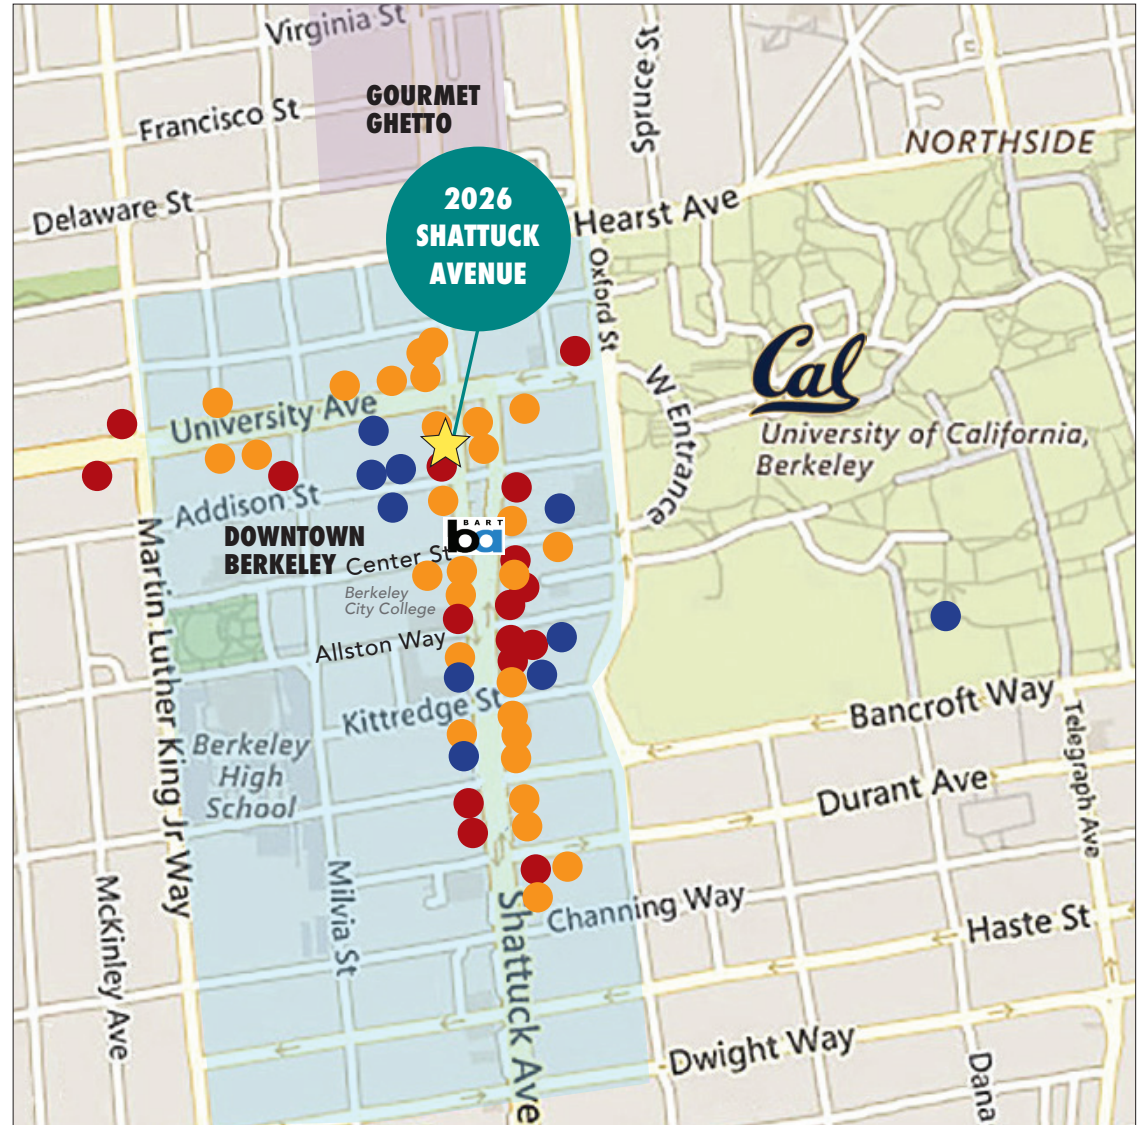 Virginia St
Spruce St
GOURMET
GHETTO
Francisco St
NORTHSIDE
2026
SHATTUCK
AVENUE
Delaware St
Hearst Ave
Oxford St
Cal
W Entrance
University Ave
University of California,
Berkeley
Addison St
Martin Luther King Jr Way
DOWNTOWN
BERKELEY
BART
ba
Center St
Berkeley
City College
Allston Way
Kittredge St
Bancroft Way
Telegraph Ave
Berkeley
High
School
Durant Ave
Milvia St
McKinley Ave
Shattuck Ave
Channing Way
Haste St
Dwight Way
Dana